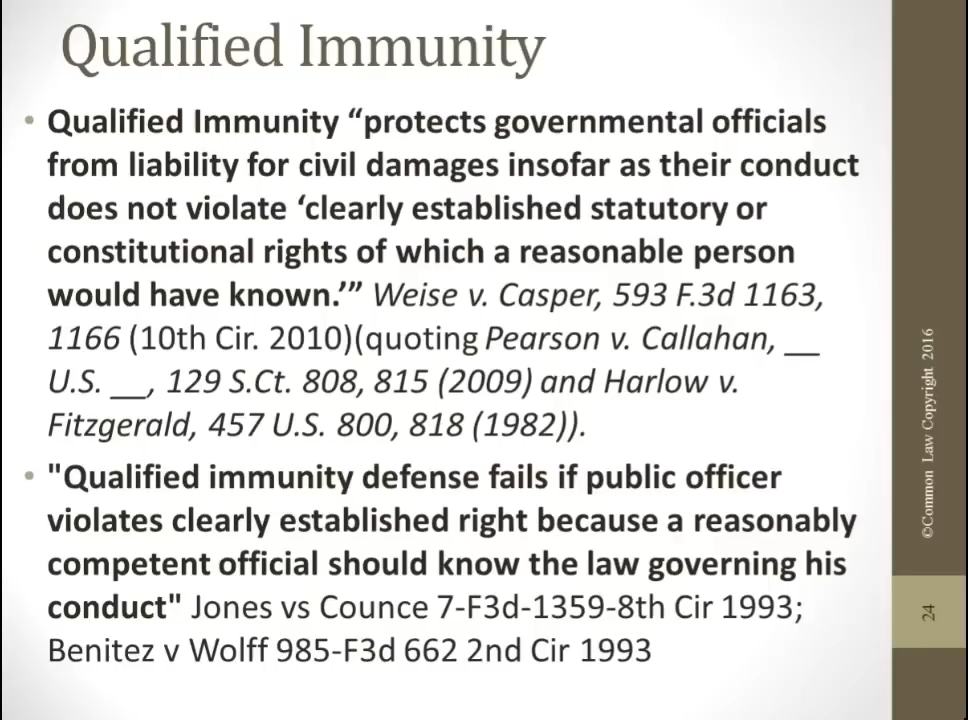 Qualified Immunity
• Qualified Immunity “protects governmental officials
from liability for civil damages insofar as their conduct
does not violate ‘clearly established statutory or
constitutional rights of which a reasonable person
would have known.’” Weise v. Casper, 593 F.3d 1163,
1166 (10th Cir. 2010)(quoting Pearson v. Callahan, __
U.S. __, 129 S.Ct. 808, 815 (2009) and Harlow v.
Fitzgerald, 457 U.S. 800, 818 (1982)).
• "Qualified immunity defense fails if public officer
violates clearly established right because a reasonably
competent official should know the law governing his
conduct" Jones vs Counce 7-F3d-1359-8th Cir 1993;
Benitez v Wolff 985-F3d 662 2nd Cir 1993
©Common Law Copyright 2016
24